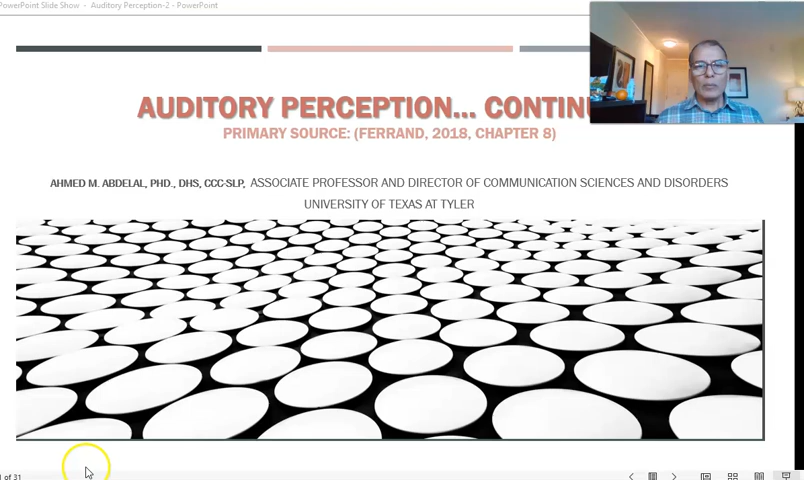 PowerPoint Slide Show - Auditory Perception-2 - PowerPoint
AUDITORY PERCEPTION... CONTINU
PRIMARY SOURCE: (FERRAND, 2018, CHAPTER 8)
AHMED M. ABDELAL, PHD., DHS, CCC-SLP, ASSOCIATE PROFESSOR AND DIRECTOR OF COMMUNICATION SCIENCES AND DISORDERS
UNIVERSITY OF TEXAS AT TYLER
of 31